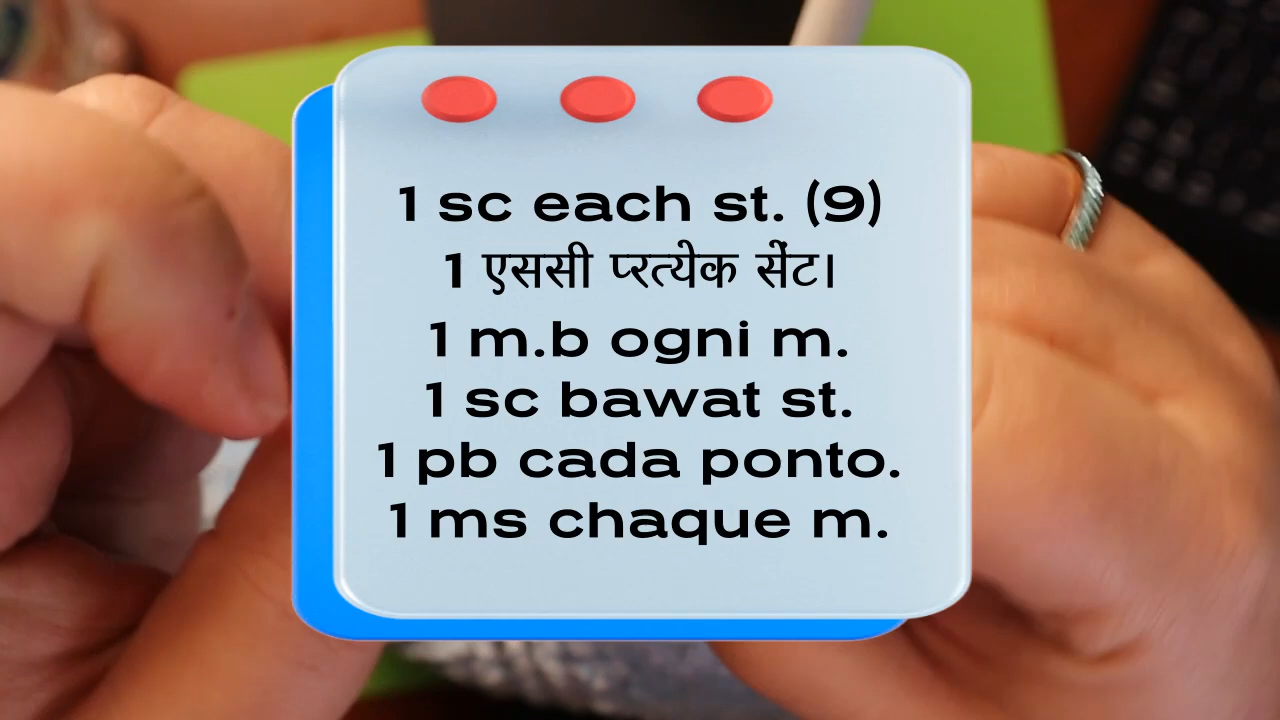 1 sc each st. (9)
1 एससी प्रत्येक सेंट।
1 m.b ogni m.
1 sc bawat st.
1 pb cada ponto.
1 ms chaque m.